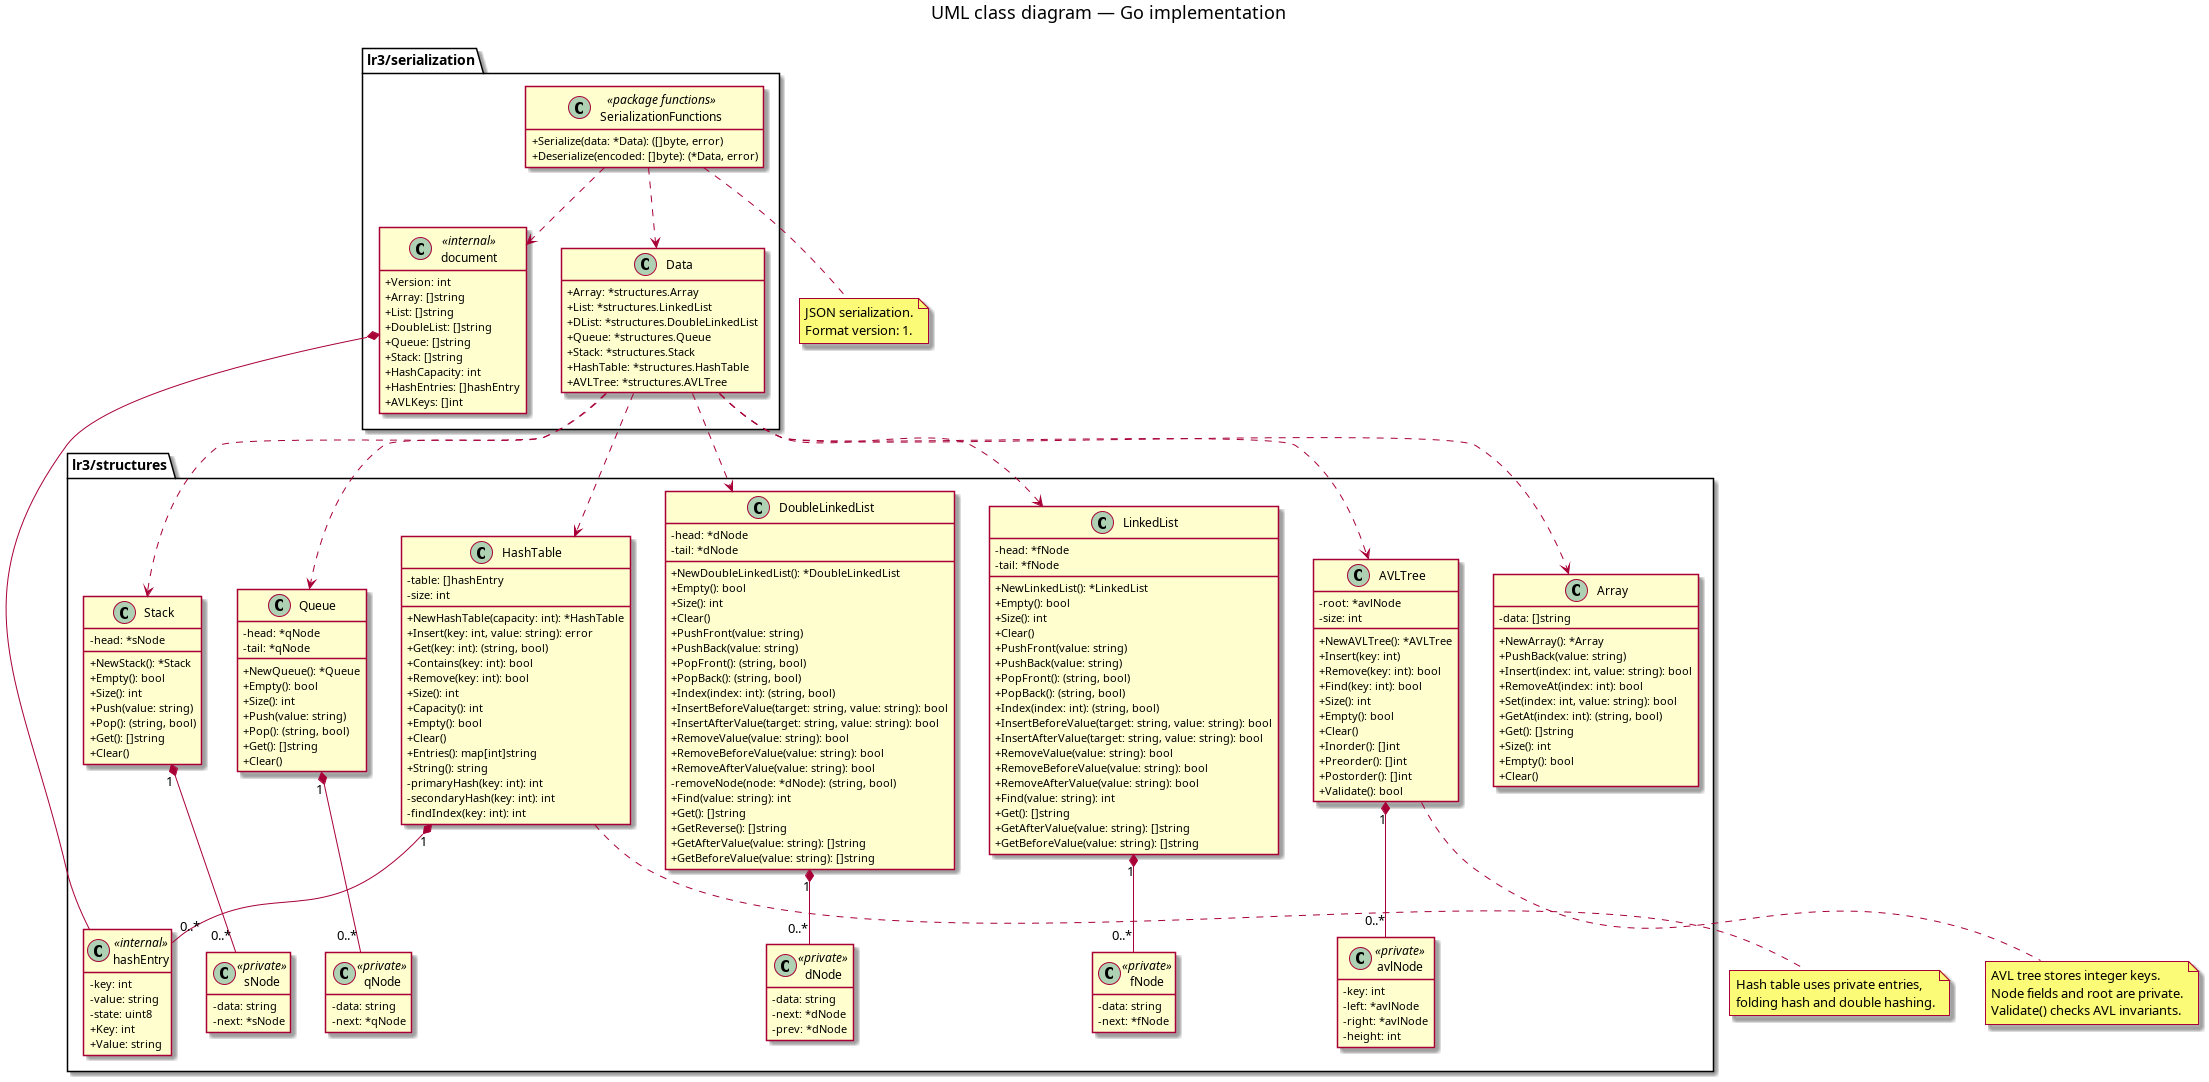 UML class diagram — Go implementation
lr3/serialization
«package functions»
SerializationFunctions
+Serialize(data: *Data): ([]byte, error)
+Deserialize(encoded: []byte): (*Data, error)
«internal»
document
+Version: int
+Array: []string
+List: []string
+DoubleList: []string
+Queue: []string
+Stack: []string
+HashCapacity: int
+HashEntries: []hashEntry
+AVLKeys: []int
Data
+Array: *structures.Array
+List: *structures.LinkedList
+DList: *structures.DoubleLinkedList
+Queue: *structures.Queue
+Stack: *structures.Stack
+HashTable: *structures.HashTable
+AVLTree: *structures.AVLTree
JSON serialization.
Format version: 1.
lr3/structures
Stack
-head: *sNode
+NewStack(): *Stack
+Empty(): bool
+Size(): int
+Push(value: string)
+Pop(): (string, bool)
+Get(): []string
+Clear()
1
Queue
-head: *qNode
-tail: *qNode
+NewQueue(): *Queue
+Empty(): bool
+Size(): int
+Push(value: string)
+Pop(): (string, bool)
+Get(): []string
+Clear()
1
HashTable
-table: []hashEntry
-size: int
+NewHashTable(capacity: int): *HashTable
+Insert(key: int, value: string): error
+Get(key: int): (string, bool)
+Contains(key: int): bool
+Remove(key: int): bool
+Size(): int
+Capacity(): int
+Empty(): bool
+Clear()
+Entries(): map[int]string
+String(): string
-primaryHash(key: int): int
-secondaryHash(key: int): int
-findIndex(key: int): int
1
DoubleLinkedList
-head: *dNode
-tail: *dNode
+NewDoubleLinkedList(): *DoubleLinkedList
+Empty(): bool
+Size(): int
+Clear()
+PushFront(value: string)
+PushBack(value: string)
+PopFront(): (string, bool)
+PopBack(): (string, bool)
+Index(index: int): (string, bool)
+InsertBeforeValue(target: string, value: string): bool
+InsertAfterValue(target: string, value: string): bool
+RemoveValue(value: string): bool
+RemoveBeforeValue(value: string): bool
+RemoveAfterValue(value: string): bool
-removeNode(node: *dNode): (string, bool)
+Find(value: string): int
+Get(): []string
+GetReverse(): []string
+GetAfterValue(value: string): []string
+GetBeforeValue(value: string): []string
1
LinkedList
-head: *fNode
-tail: *fNode
+NewLinkedList(): *LinkedList
+Empty(): bool
+Size(): int
+Clear()
+PushFront(value: string)
+PushBack(value: string)
+PopFront(): (string, bool)
+PopBack(): (string, bool)
+Index(index: int): (string, bool)
+InsertBeforeValue(target: string, value: string): bool
+InsertAfterValue(target: string, value: string): bool
+RemoveValue(value: string): bool
+RemoveBeforeValue(value: string): bool
+RemoveAfterValue(value: string): bool
+Find(value: string): int
+Get(): []string
+GetAfterValue(value: string): []string
+GetBeforeValue(value: string): []string
1
AVLTree
-root: *avlNode
-size: int
+NewAVLTree(): *AVLTree
+Insert(key: int)
+Remove(key: int): bool
+Find(key: int): bool
+Size(): int
+Empty(): bool
+Clear()
+Inorder(): []int
+Preorder(): []int
+Postorder(): []int
+Validate(): bool
1
Array
-data: []string
+NewArray(): *Array
+PushBack(value: string)
+Insert(index: int, value: string): bool
+RemoveAt(index: int): bool
+Set(index: int, value: string): bool
+GetAt(index: int): (string, bool)
+Get(): []string
+Size(): int
+Empty(): bool
+Clear()
0..*
«internal»
hashEntry
-key: int
-value: string
-state: uint8
+Key: int
+Value: string
0..*
«private»
sNode
-data: string
-next: *sNode
0..*
«private»
qNode
-data: string
-next: *qNode
0..*
«private»
dNode
-data: string
-next: *dNode
-prev: *dNode
0..*
«private»
fNode
-data: string
-next: *fNode
0..*
«private»
avlNode
-key: int
-left: *avlNode
-right: *avlNode
-height: int
Hash table uses private entries,
folding hash and double hashing.
AVL tree stores integer keys.
Node fields and root are private.
Validate() checks AVL invariants.